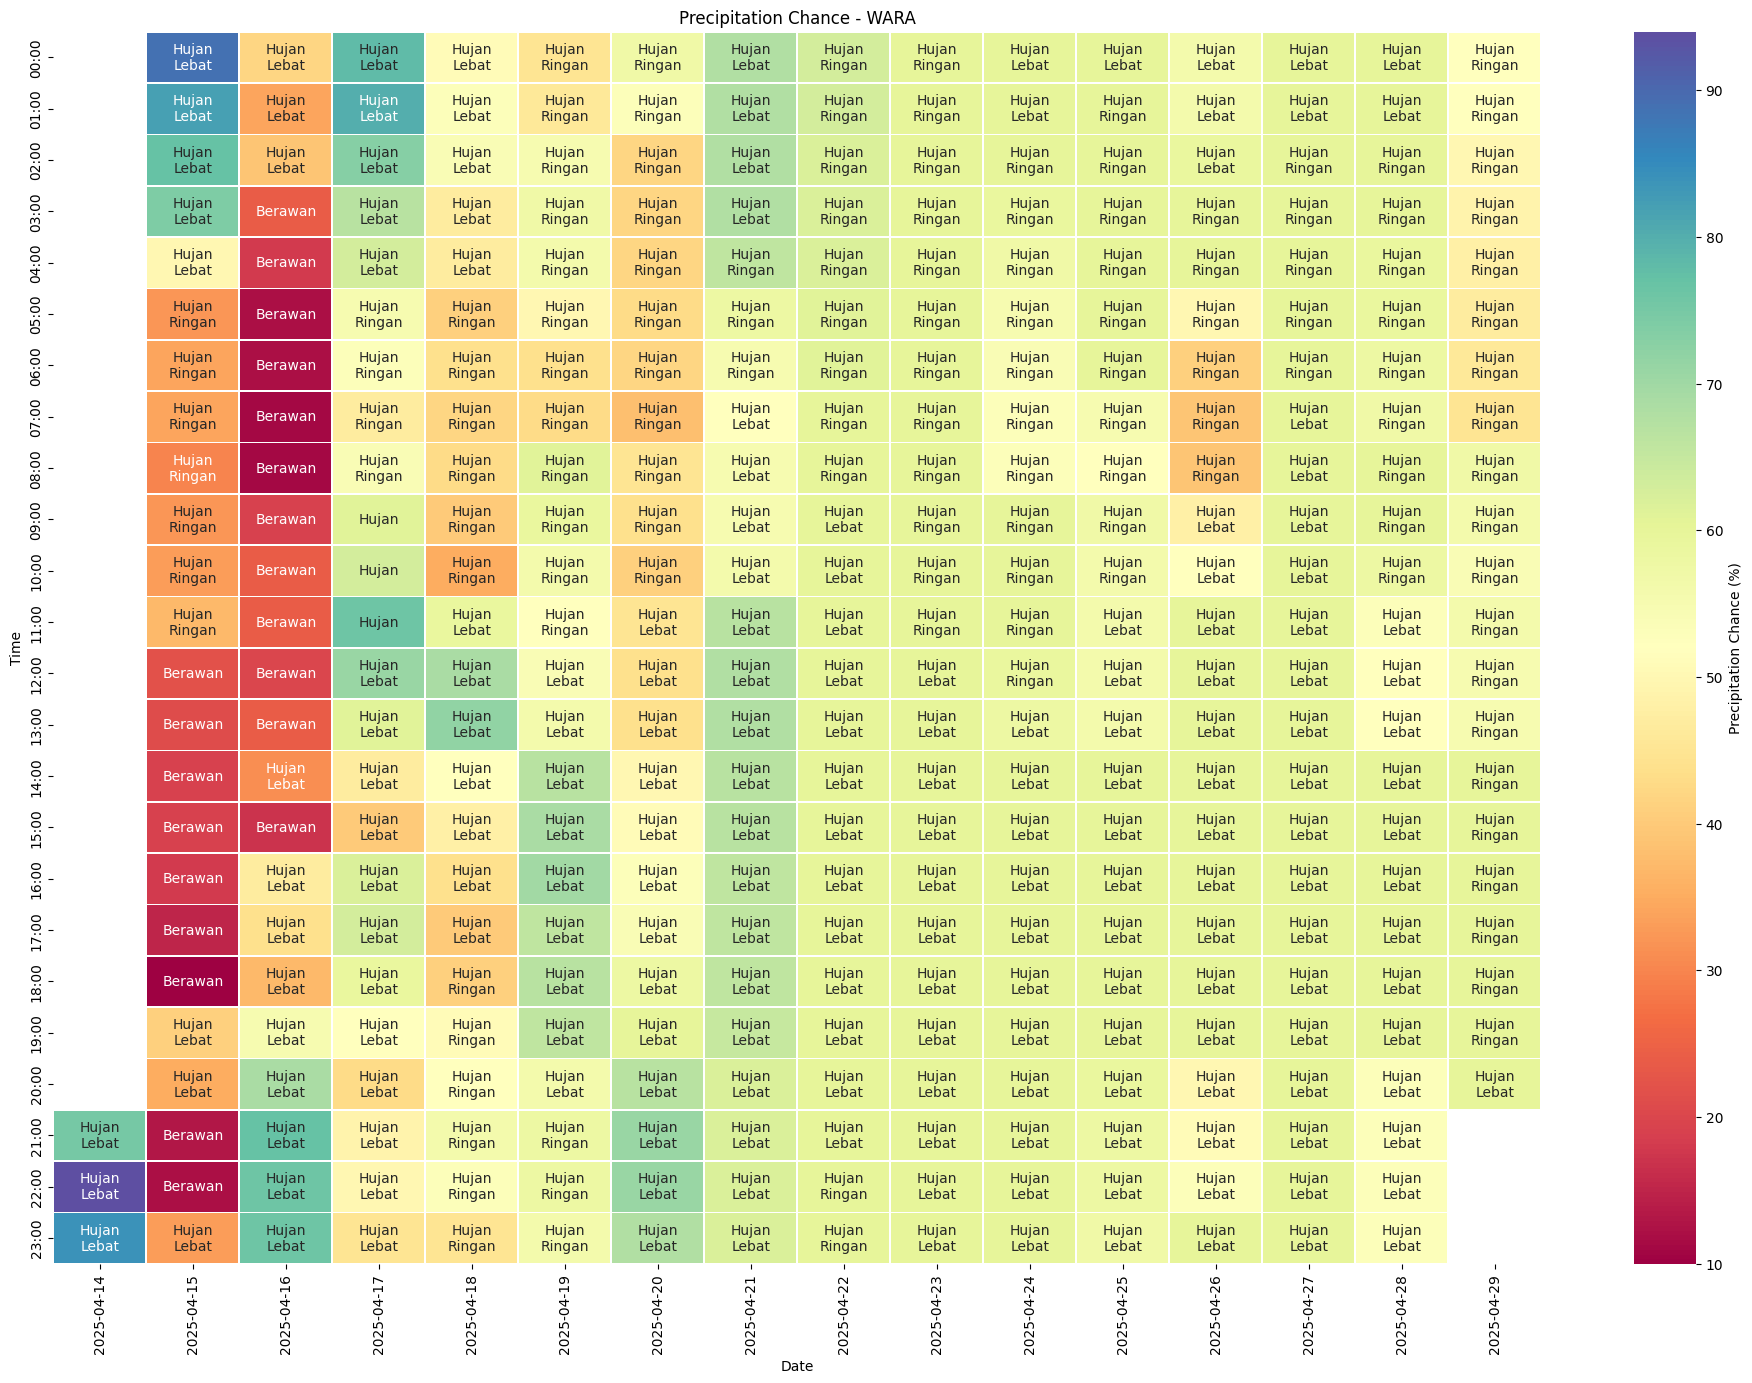 Precipitation Chance - WARA
00:00
Hujan Hujan Hujan Hujan Hujan Hujan Hujan Hujan Hujan Hujan Hujan Hujan Hujan Hujan Hujan
Lebat Lebat Lebat Lebat Ringan Ringan Lebat Ringan Ringan Lebat Lebat Lebat Lebat Lebat Ringan
01:00
Hujan Hujan Hujan Hujan Hujan Hujan Hujan Hujan Hujan Hujan Hujan Hujan Hujan Hujan Hujan
Lebat Lebat Lebat Lebat Ringan Ringan Lebat Ringan Ringan Lebat Ringan Lebat Lebat Lebat Ringan
02:00
Hujan Hujan Hujan Hujan Hujan Hujan Hujan Hujan Hujan Hujan Hujan Hujan Hujan Hujan Hujan
Lebat Lebat Lebat Lebat Ringan Ringan Lebat Ringan Ringan Ringan Ringan Lebat Ringan Ringan Ringan
03:00
Hujan Berawan Hujan Hujan Hujan Hujan Hujan Hujan Hujan Hujan Hujan Hujan Hujan Hujan Hujan
Lebat Lebat Lebat Ringan Ringan Lebat Ringan Ringan Ringan Ringan Ringan Ringan Ringan Ringan
04:00
Hujan Berawan Hujan Hujan Hujan Hujan Hujan Hujan Hujan Hujan Hujan Hujan Hujan Hujan Hujan
Lebat Lebat Lebat Ringan Ringan Ringan Ringan Ringan Ringan Ringan Ringan Ringan Ringan Ringan
05:00
Hujan Berawan Hujan Hujan Hujan Hujan Hujan Hujan Hujan Hujan Hujan Hujan Hujan Hujan Hujan
Ringan Ringan Ringan Ringan Ringan Ringan Ringan Ringan Ringan Ringan Ringan Ringan Ringan Ringan
06:00
Hujan Berawan Hujan Hujan Hujan Hujan Hujan Hujan Hujan Hujan Hujan Hujan Hujan Hujan Hujan
Ringan Ringan Ringan Ringan Ringan Ringan Ringan Ringan Ringan Ringan Ringan Ringan Ringan Ringan
07:00
Hujan Berawan Hujan Hujan Hujan Hujan Hujan Hujan Hujan Hujan Hujan Hujan Hujan Hujan Hujan
Ringan Ringan Ringan Ringan Ringan Lebat Ringan Ringan Ringan Ringan Ringan Lebat Ringan Ringan
08:00
Hujan Berawan Hujan Hujan Hujan Hujan Hujan Hujan Hujan Hujan Hujan Hujan Hujan Hujan Hujan
Ringan Ringan Ringan Ringan Ringan Lebat Ringan Ringan Ringan Ringan Ringan Lebat Ringan Ringan
09:00
Hujan Berawan Hujan Hujan Hujan Hujan Hujan Hujan Hujan Hujan Hujan Hujan Hujan Hujan Hujan
Ringan Ringan Ringan Ringan Lebat Lebat Ringan Ringan Ringan Lebat Lebat Ringan Ringan
10:00
Hujan Berawan Hujan Hujan Hujan Hujan Hujan Hujan Hujan Hujan Hujan Hujan Hujan Hujan Hujan
Ringan Ringan Ringan Ringan Lebat Lebat Ringan Ringan Ringan Lebat Lebat Ringan Ringan
11:00
Hujan Berawan Hujan Hujan Hujan Hujan Hujan Hujan Hujan Hujan Hujan Hujan Hujan Hujan Hujan
Ringan Lebat Ringan Lebat Lebat Lebat Ringan Ringan Lebat Lebat Lebat Lebat Ringan
12:00
Berawan Berawan Hujan Hujan Hujan Hujan Hujan Hujan Hujan Hujan Hujan Hujan Hujan Hujan Hujan
Lebat Lebat Lebat Lebat Lebat Lebat Lebat Ringan Lebat Lebat Lebat Lebat Ringan
13:00
Berawan Berawan Hujan Hujan Hujan Hujan Hujan Hujan Hujan Hujan Hujan Hujan Hujan Hujan Hujan
Lebat Lebat Lebat Lebat Lebat Lebat Lebat Lebat Lebat Lebat Lebat Lebat Ringan
14:00
Berawan Hujan Hujan Hujan Hujan Hujan Hujan Hujan Hujan Hujan Hujan Hujan Hujan Hujan Hujan
Lebat Lebat Lebat Lebat Lebat Lebat Lebat Lebat Lebat Lebat Lebat Lebat Lebat Ringan
15:00
Berawan Berawan Hujan Hujan Hujan Hujan Hujan Hujan Hujan Hujan Hujan Hujan Hujan Hujan Hujan
Lebat Lebat Lebat Lebat Lebat Lebat Lebat Lebat Lebat Lebat Lebat Lebat Ringan
16:00
Berawan Hujan Hujan Hujan Hujan Hujan Hujan Hujan Hujan Hujan Hujan Hujan Hujan Hujan Hujan
Lebat Lebat Lebat Lebat Lebat Lebat Lebat Lebat Lebat Lebat Lebat Lebat Lebat Ringan
17:00
Berawan Hujan Hujan Hujan Hujan Hujan Hujan Hujan Hujan Hujan Hujan Hujan Hujan Hujan Hujan
Lebat Lebat Lebat Lebat Lebat Lebat Lebat Lebat Lebat Lebat Lebat Lebat Lebat Ringan
18:00
Berawan Hujan Hujan Hujan Hujan Hujan Hujan Hujan Hujan Hujan Hujan Hujan Hujan Hujan Hujan
Lebat Lebat Ringan Lebat Lebat Lebat Lebat Lebat Lebat Lebat Lebat Lebat Lebat Ringan
19:00
Hujan Hujan Hujan Hujan Hujan Hujan Hujan Hujan Hujan Hujan Hujan Hujan Hujan Hujan Hujan
Lebat Lebat Lebat Ringan Lebat Lebat Lebat Lebat Lebat Lebat Lebat Lebat Lebat Lebat Ringan
20:00
Hujan Hujan Hujan Hujan Hujan Hujan Hujan Hujan Hujan Hujan Hujan Hujan Hujan Hujan Hujan
Lebat Lebat Lebat Ringan Lebat Lebat Lebat Lebat Lebat Lebat Lebat Lebat Lebat Lebat Lebat
21:00
Hujan Berawan Hujan Hujan Hujan Hujan Hujan Hujan Hujan Hujan Hujan Hujan Hujan Hujan Hujan
Lebat Lebat Lebat Ringan Ringan Lebat Lebat Lebat Lebat Lebat Lebat Lebat Lebat Lebat
22:00
Hujan Berawan Hujan Hujan Hujan Hujan Hujan Hujan Hujan Hujan Hujan Hujan Hujan Hujan Hujan
Lebat Lebat Lebat Ringan Ringan Lebat Lebat Ringan Lebat Lebat Lebat Lebat Lebat Lebat
23:00
Hujan Hujan Hujan Hujan Hujan Hujan Hujan Hujan Hujan Hujan Hujan Hujan Hujan Hujan Hujan
Lebat Lebat Lebat Lebat Ringan Ringan Lebat Lebat Ringan Lebat Lebat Lebat Lebat Lebat Lebat
Time
2025-04-14
2025-04-15
2025-04-16
2025-04-17
2025-04-18
2025-04-19
2025-04-20
2025-04-21
2025-04-22
2025-04-23
2025-04-24
2025-04-25
2025-04-26
2025-04-27
2025-04-28
2025-04-29
Date
90
80
70
60
50
40
30
20
10
Precipitation Chance (%)